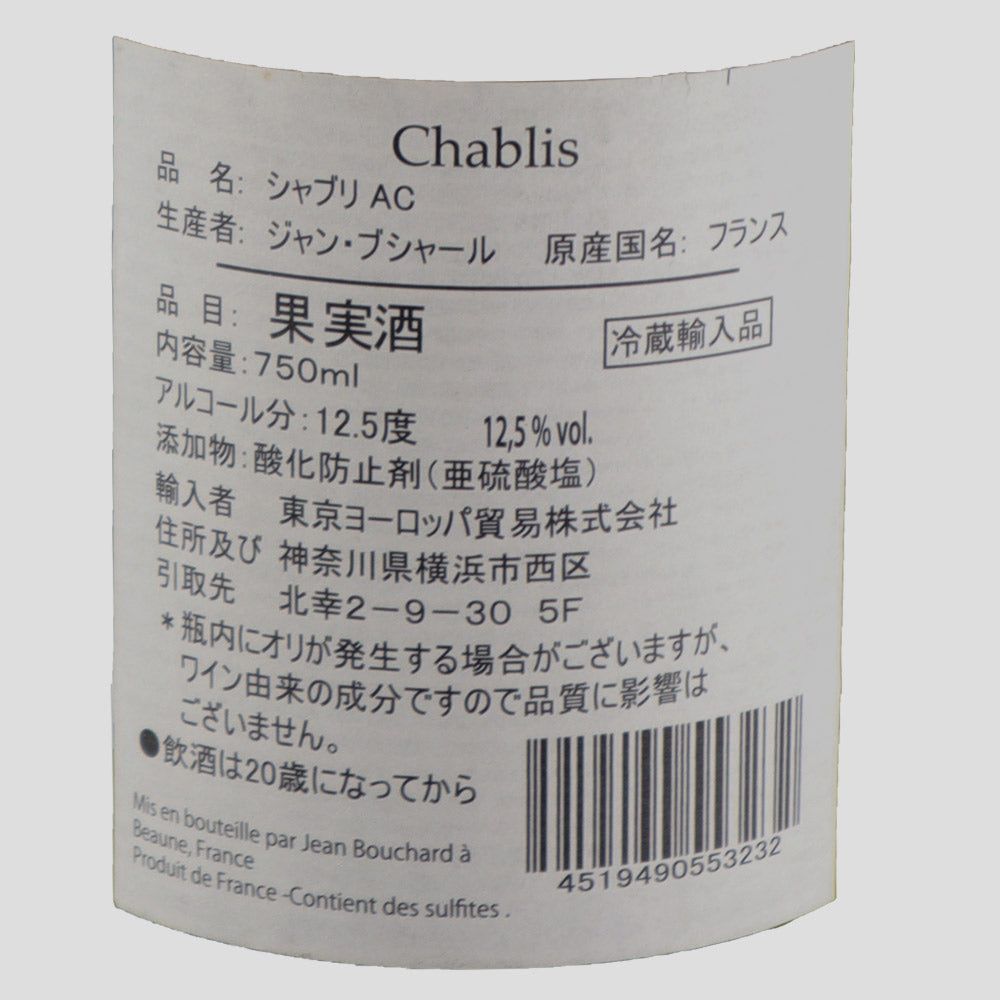 Chablis
品 名: シャブリ AC
生産者: ジャン・ブシャール 原産国名: フランス
品 目: 果実酒
冷蔵輸入品
内容量:750ml
アルコール分:12.5度 12,5 % vol.
添加物:酸化防止剤(亜硫酸塩)
輸入者 東京ヨーロッパ貿易株式会社
住所及び 神奈川県横浜市西区
引取先 北幸2-9-30 5F
*瓶内にオリが発生する場合がございますが、
ワイン由来の成分ですので品質に影響は
ございません。
●飲酒は20歳になってから
Mis en bouteille par Jean Bouchard à
Beaune, France
Produit de France -Contient des sulfites .
4519490553232